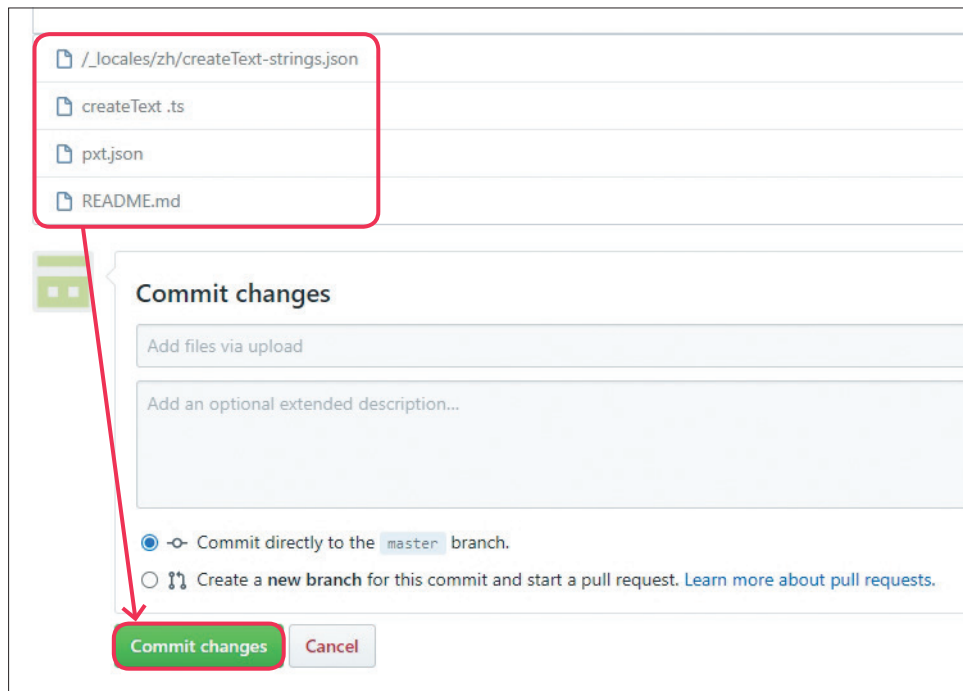 /_locales/zh/createText-strings.json
createText .ts
pxt.json
README.md
Commit changes
Add files via upload
Add an optional extended description...
Commit directly to the master branch.
Create a new branch for this commit and start a pull request. Learn more about pull requests.
Commit changes Cancel